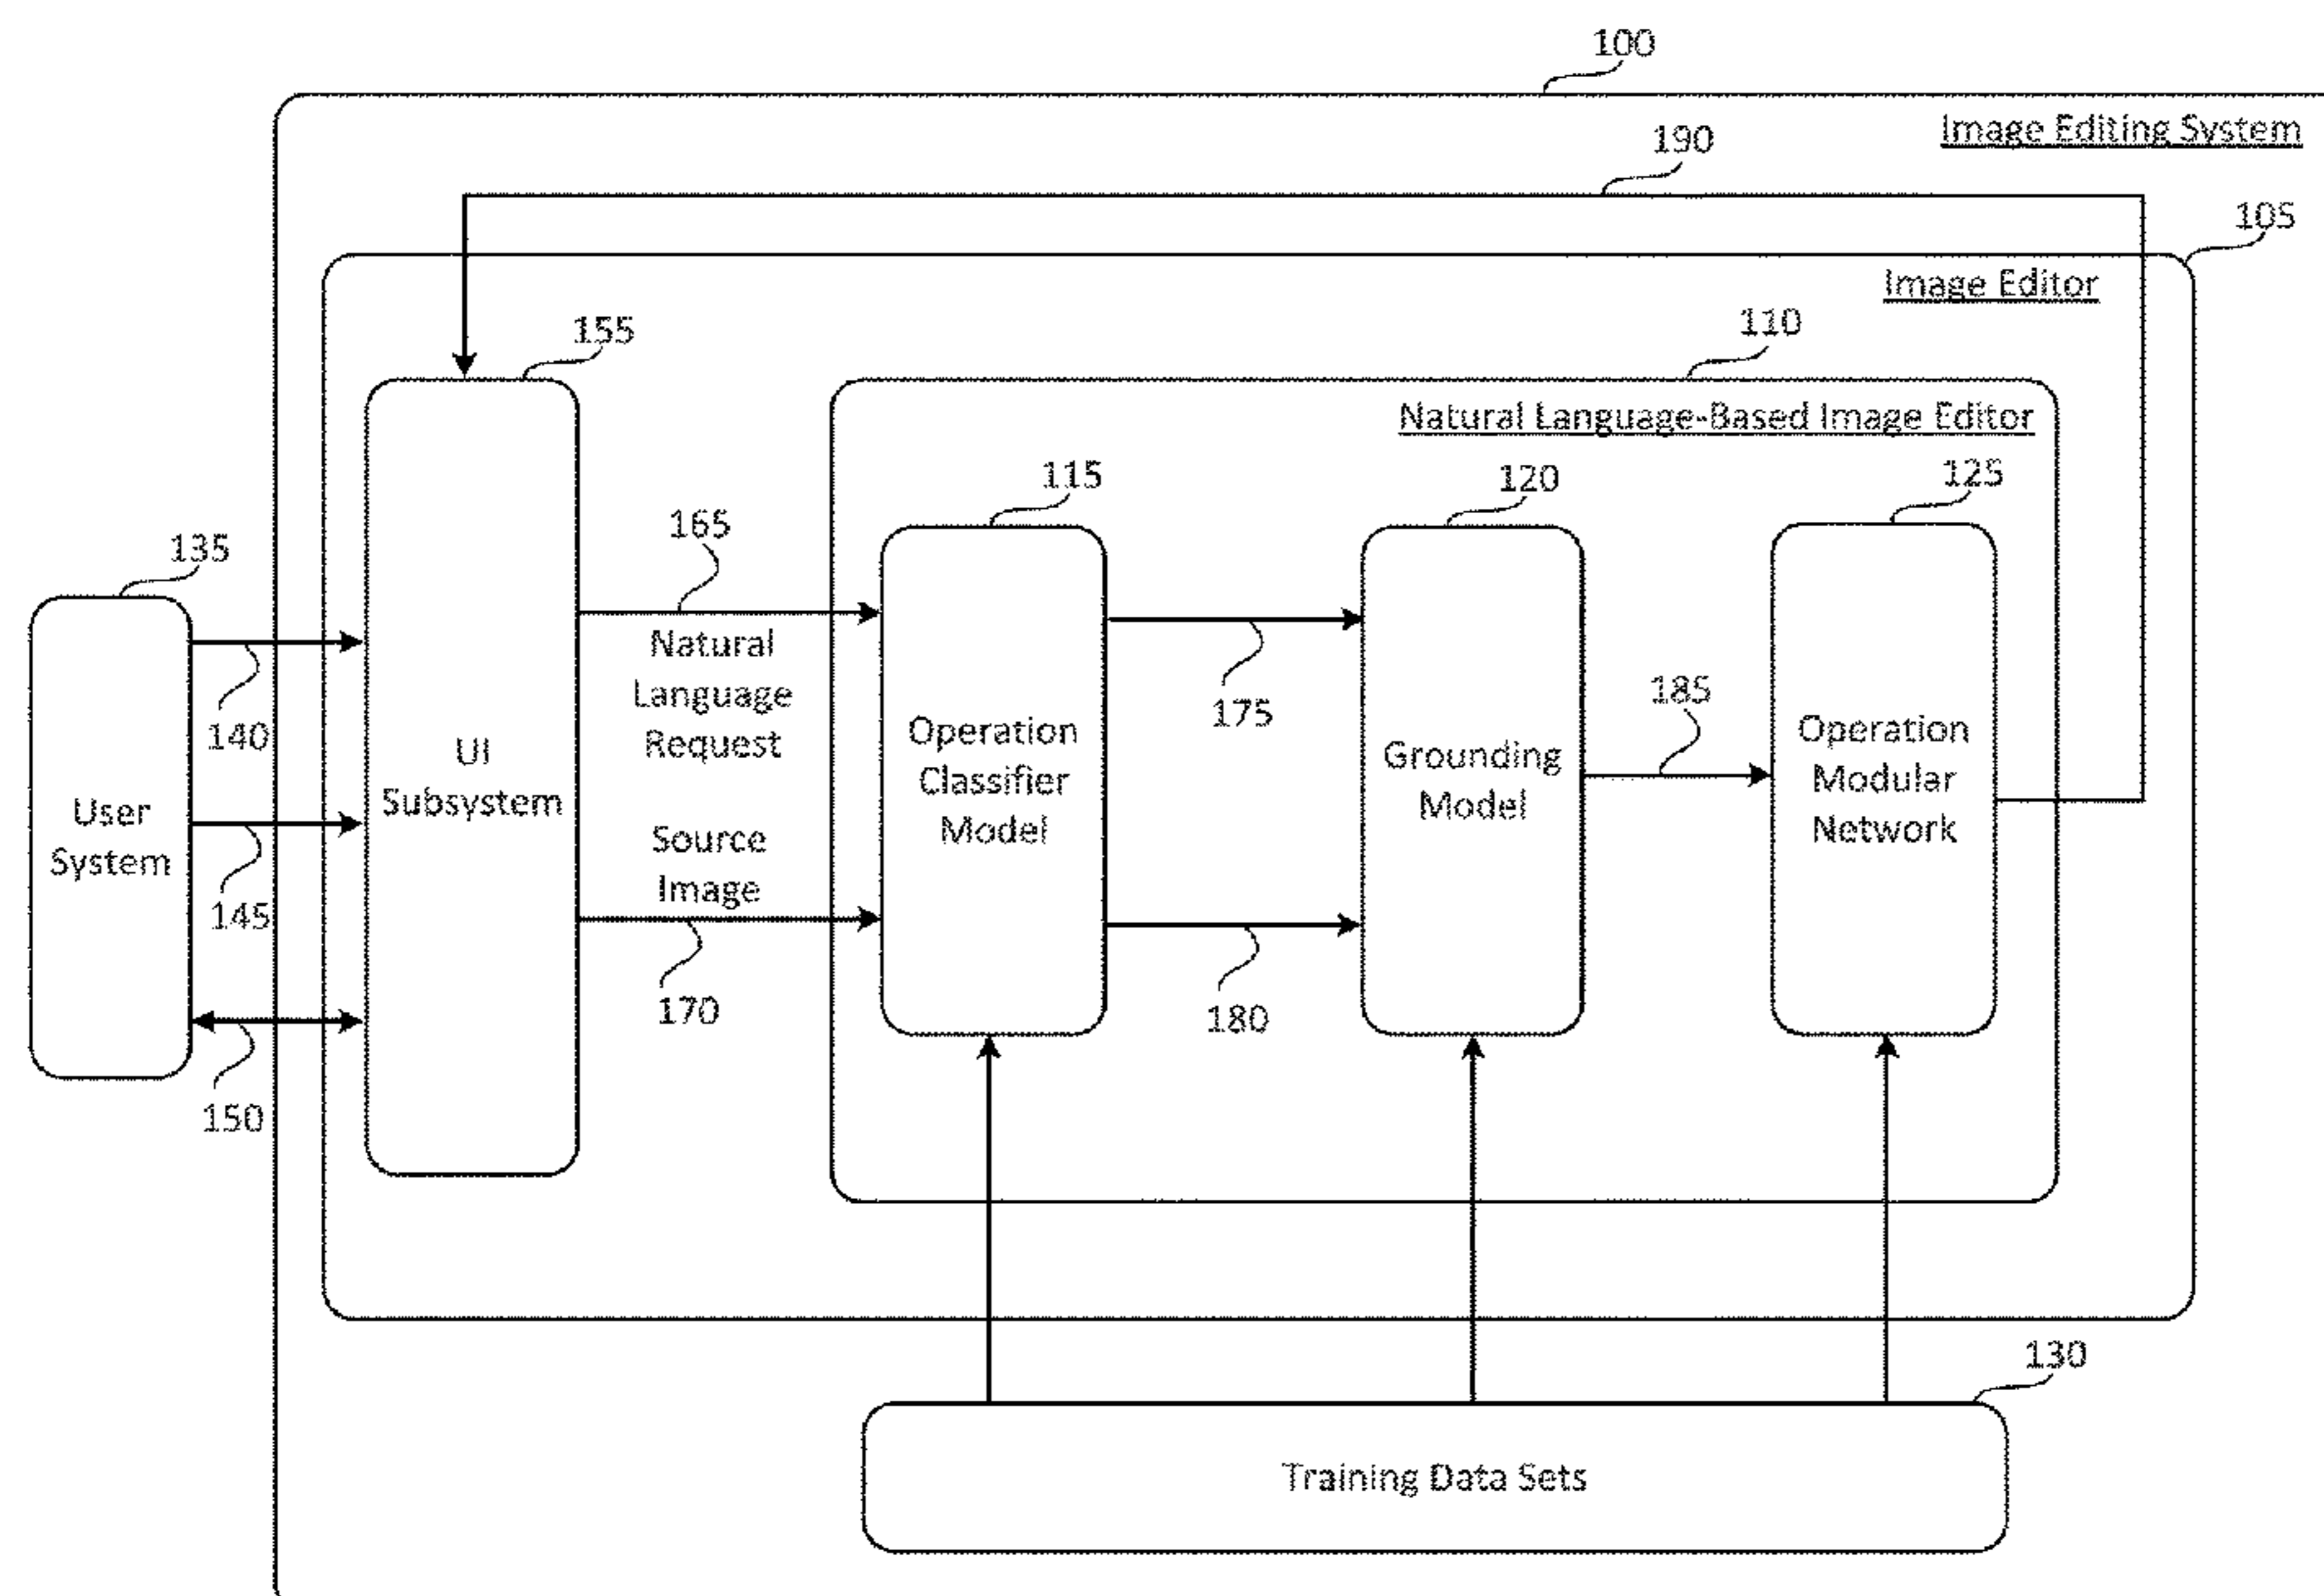 100
Image Editing System
190
105
Image Editor
155
110
Natural Language-Based Image Editor
115
120
125
165
135
Natural
Language
Request
175
185
140
UI
Subsystem
Operation
Classifier
Model
Grounding
Model
Operation
Modular
Network
User
System
Source
Image
145
170
180
150
130
Training Data Sets